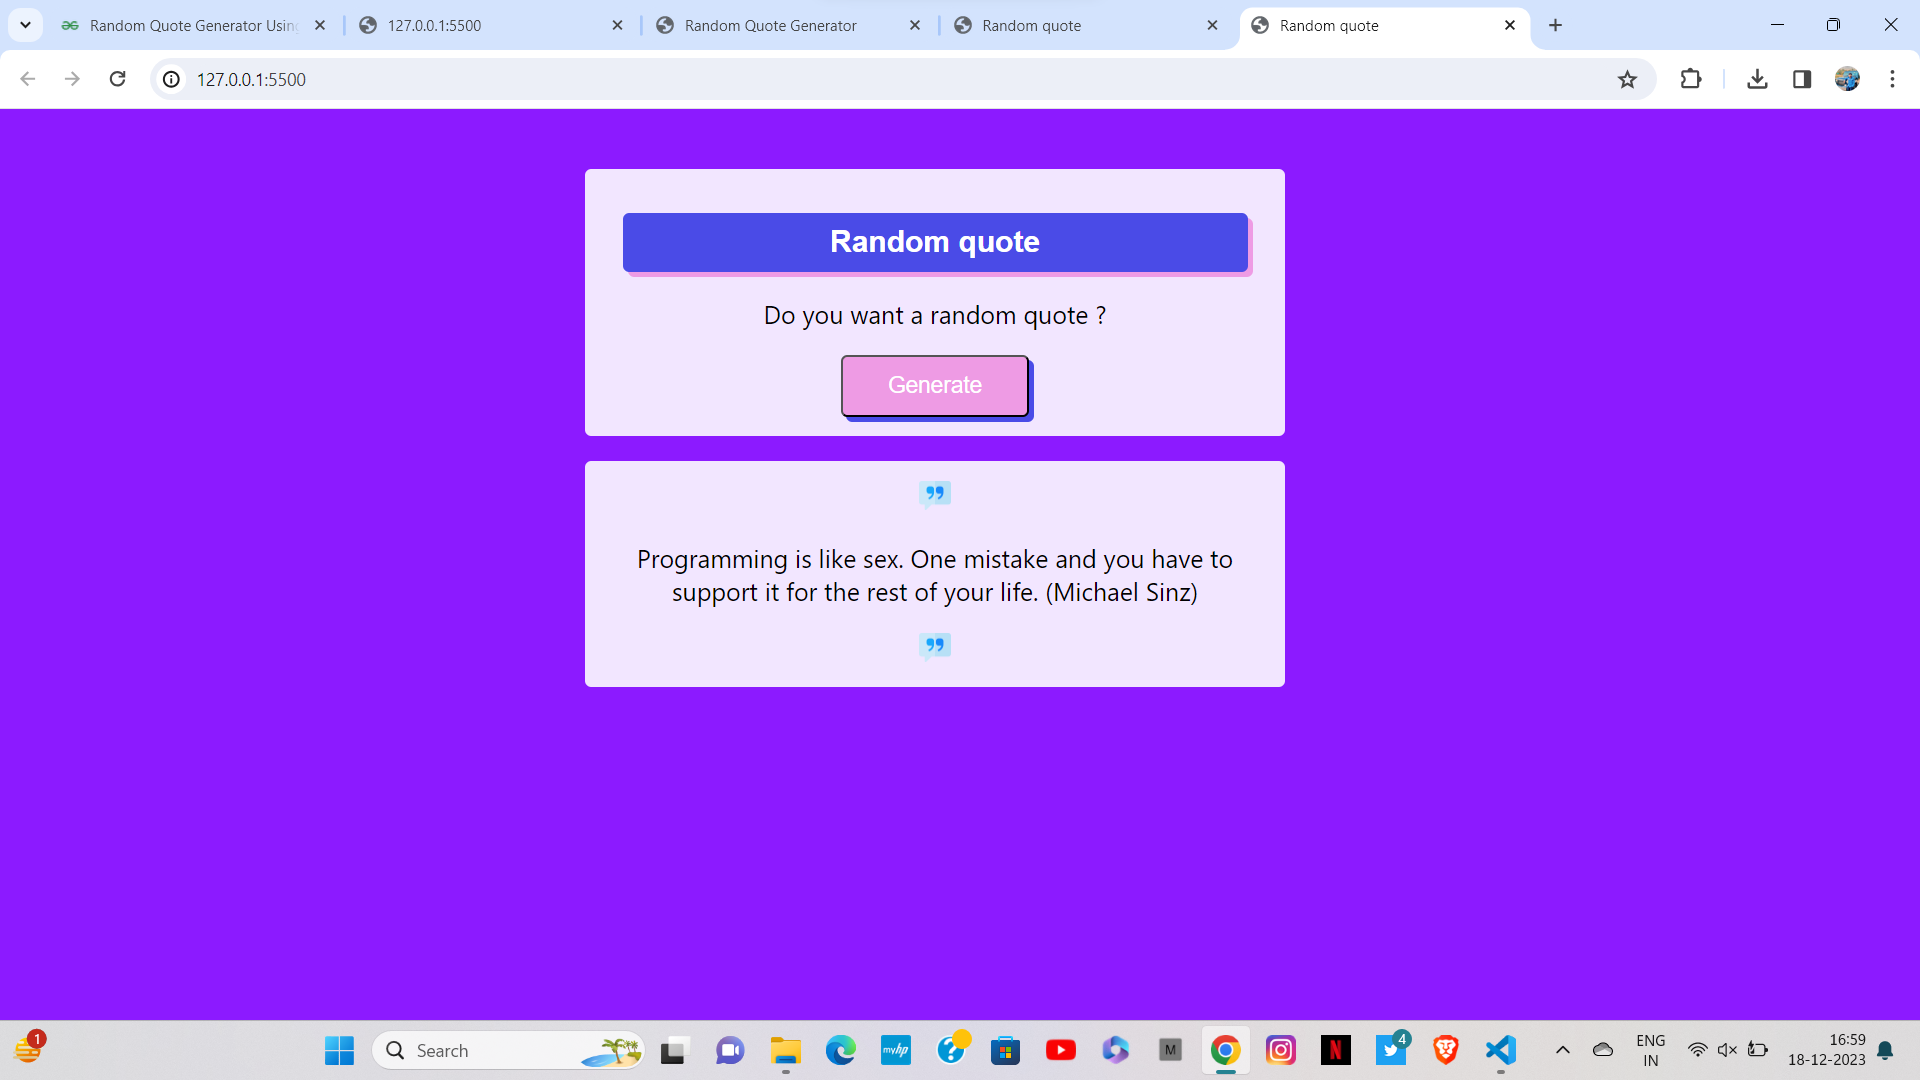 Random Quote Generator Usin
127.0.0.1:5500
Random Quote Generator
Random quote
Random quote
127.0.0.1:5500
Random quote
Do you want a random quote ?
Generate
Programming is like sex. One mistake and you have to
support it for the rest of your life. (Michael Sinz)
1
Search
myhp
M
N
4
ENG
IN
16:59
18-12-2023